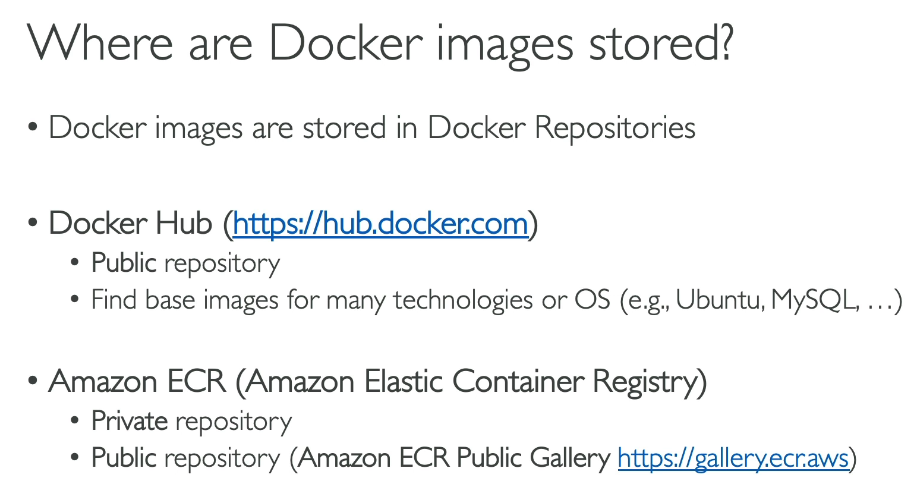 Where are Docker images stored?
• Docker images are stored in Docker Repositories
• Docker Hub (https://hub.docker.com)
• Public repository
• Find base images for many technologies or OS (e.g., Ubuntu, MySQL, …)
• Amazon ECR (Amazon Elastic Container Registry)
• Private repository
• Public repository (Amazon ECR Public Gallery https://gallery.ecr.aws)